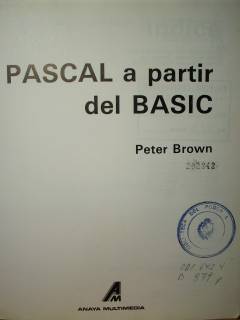 PASCAL a partir
del BASIC
Peter Brown
ANAYA MULTIMEDIA